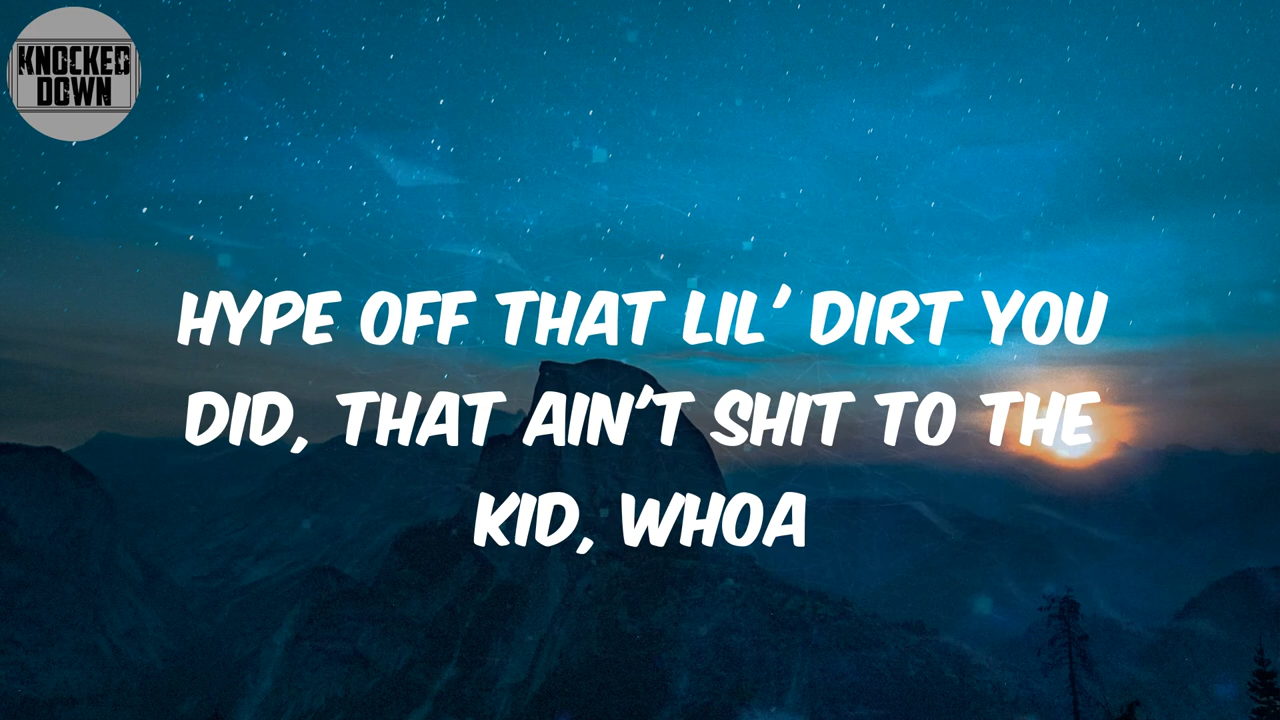 KNOCKED
DOWN
HYPE OFF THAT LIL' DIRT YOU
DID, THAT AIN'T SHIT TO THE
KID, WHOA